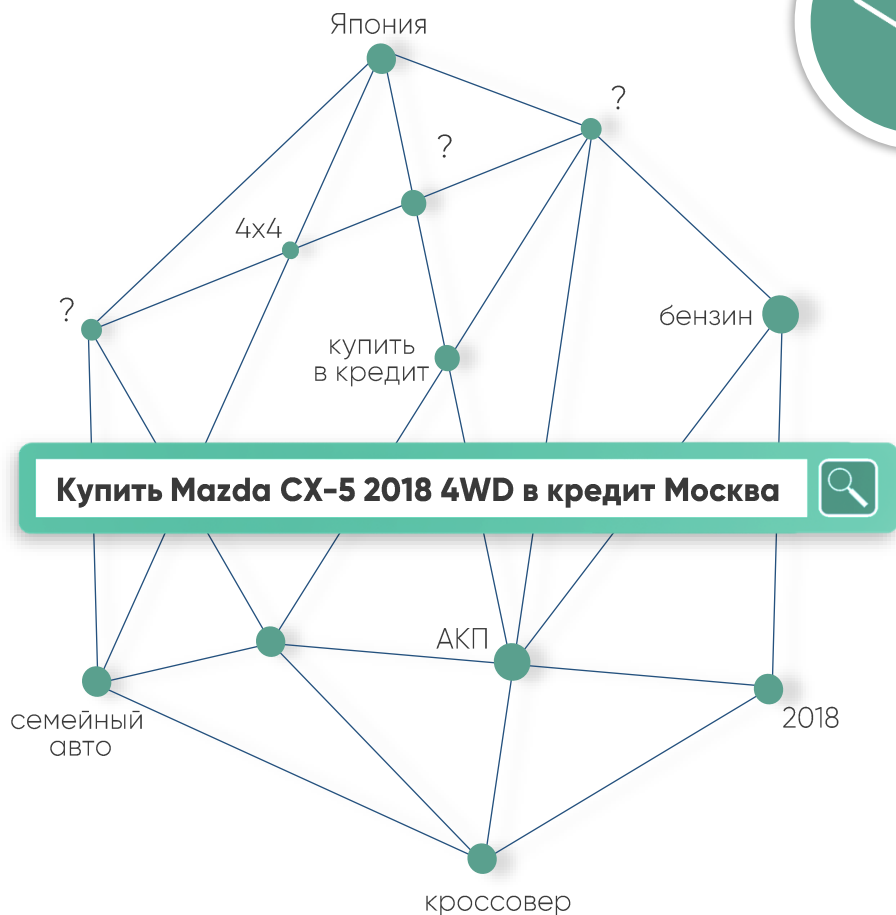 Япония
?
?
4x4
?
бензин
купить
в кредит
Купить Mazda CX-5 2018 4WD в кредит Москва
АКП
семейный
авто
2018
кроссовер